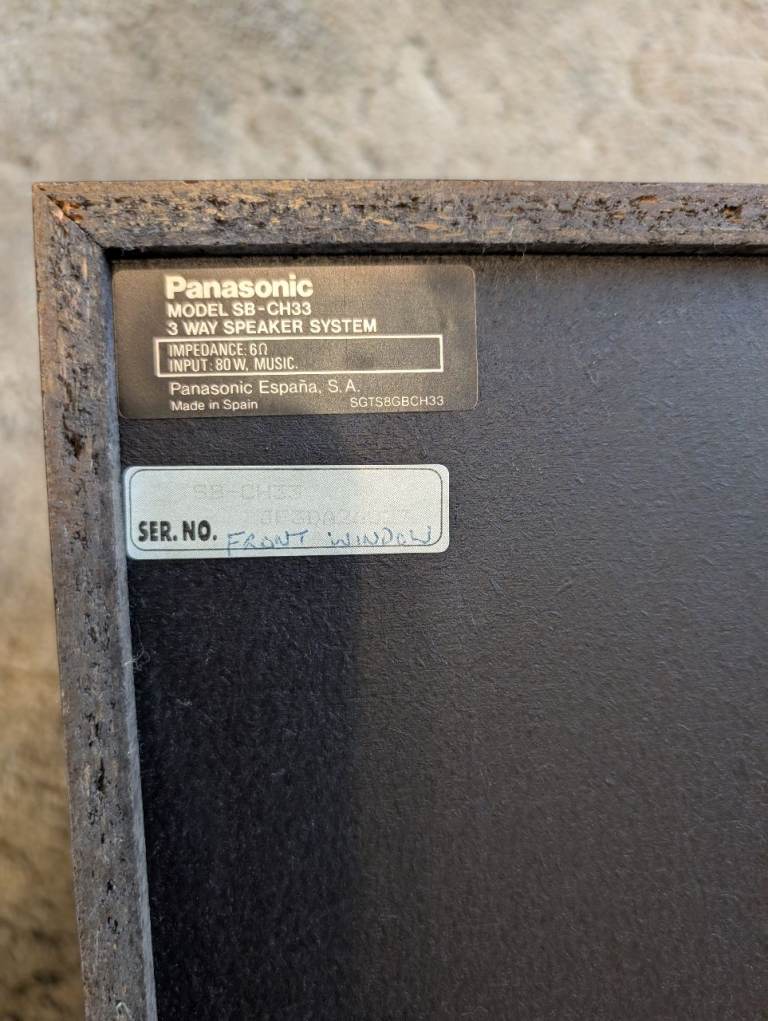 Panasonic
MODEL SB-CH33
3 WAY SPEAKER SYSTEM
IMPEDANCE: 6Ω
INPUT: 80W, MUSIC.
Panasonic España, S.A.
Made in Spain SGTS8GBCH33
SB-CH33
SER. NO. FRONT WINDOW